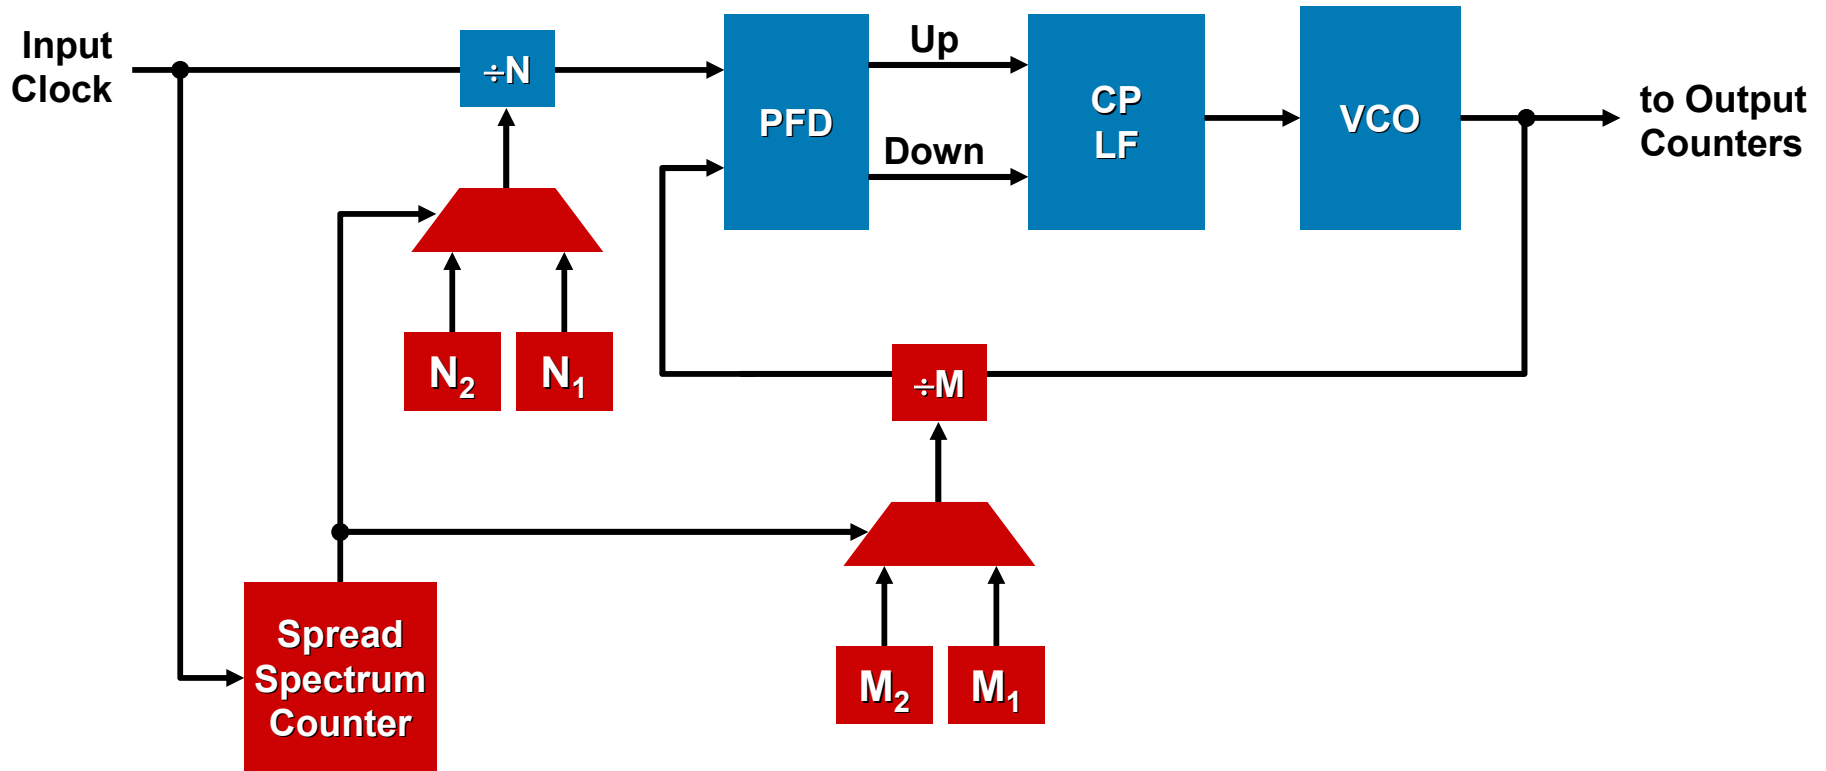 Input
Clock
÷N
PFD
Up
Down
CP
LF
VCO
to Output
Counters
N2
N1
÷M
Spread
Spectrum
Counter
M2
M1